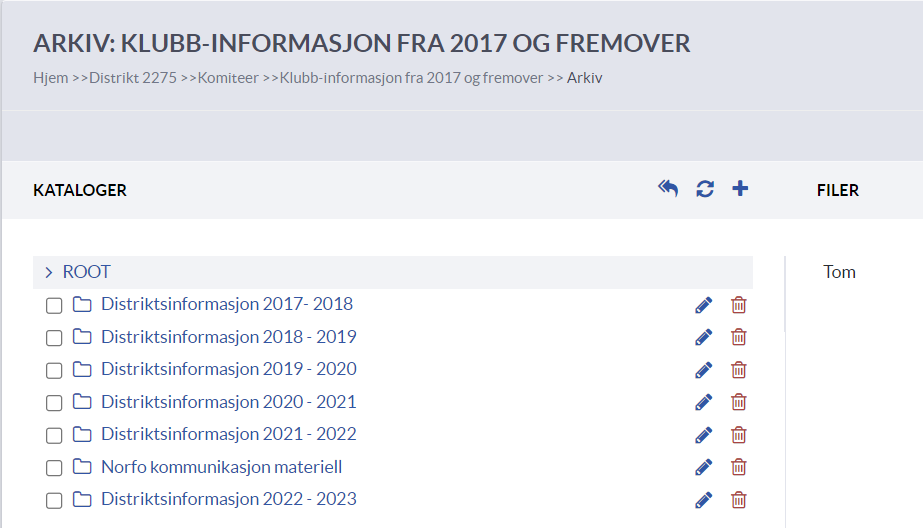 ARKIV: KLUBB-INFORMASJON FRA 2017 OG FREMOVER
Hjem >>Distrikt 2275 >>Komiteer >>Klubb-informasjon fra 2017 og fremover >> Arkiv
KATALOGER
FILER
ROOT
Tom
Distriktsinformasjon 2017- 2018
Distriktsinformasjon 2018 - 2019
Distriktsinformasjon 2019 - 2020
Distriktsinformasjon 2020 - 2021
Distriktsinformasjon 2021 - 2022
Norfo kommunikasjon materiell
Distriktsinformasjon 2022 - 2023